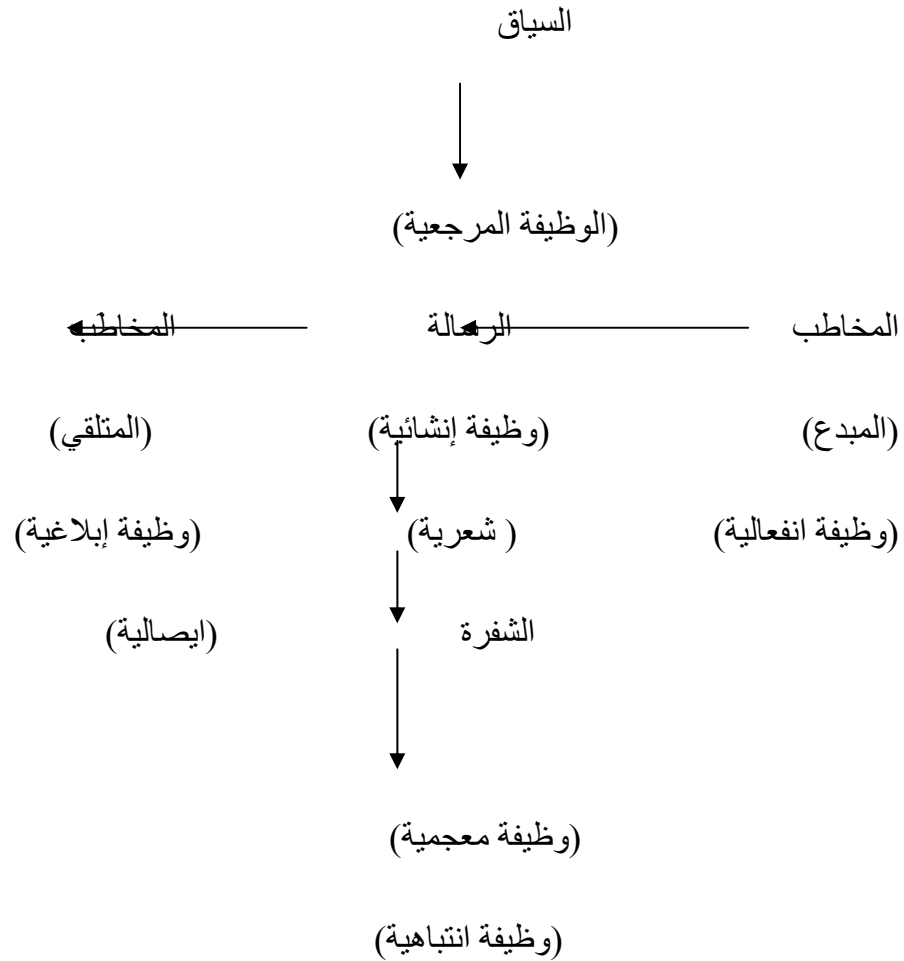 السياق
(الوظيفة المرجعية)
المخاطب الرسالة المخاطَب
(المبدع) (وظيفة إنشائية) (المتلقي)
(وظيفة انفعالية) ( شعرية) (وظيفة إبلاغية)
الشفرة (ايصالية)
(وظيفة معجمية)
(وظيفة انتباهية)